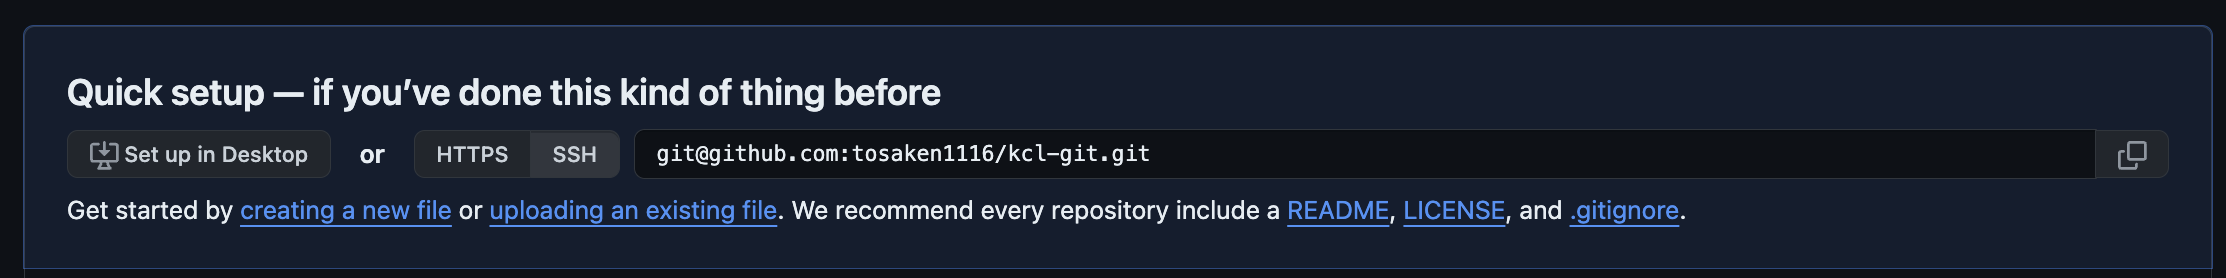 Quick setup — if you’ve done this kind of thing before
Set up in Desktop or HTTPS SSH git@github.com:tosaken1116/kcl-git.git
Get started by creating a new file or uploading an existing file. We recommend every repository include a README, LICENSE, and .gitignore.